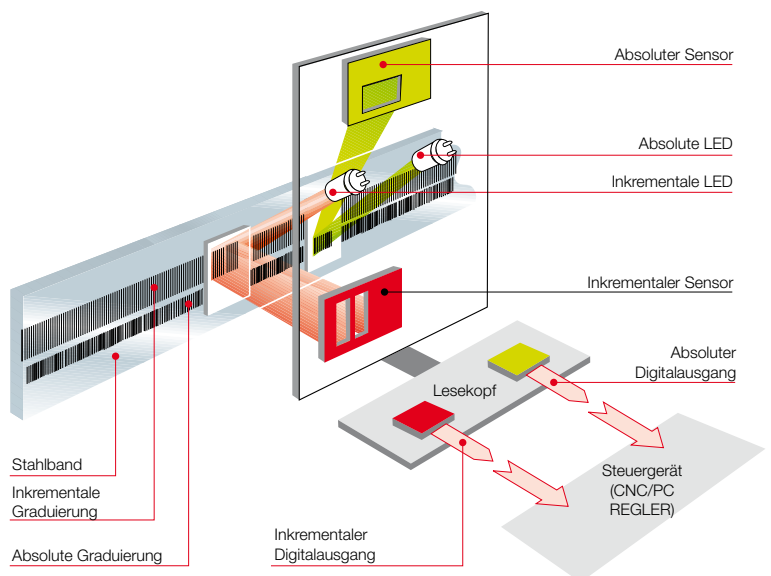 Absoluter Sensor
Absolute LED
Inkrementale LED
Inkrementaler Sensor
Absoluter
Digitalausgang
Lesekopf
Steuergerät
(CNC/PC
REGLER)
Stahlband
Inkrementale
Graduierung
Absolute Graduierung
Inkrementaler
Digitalausgang